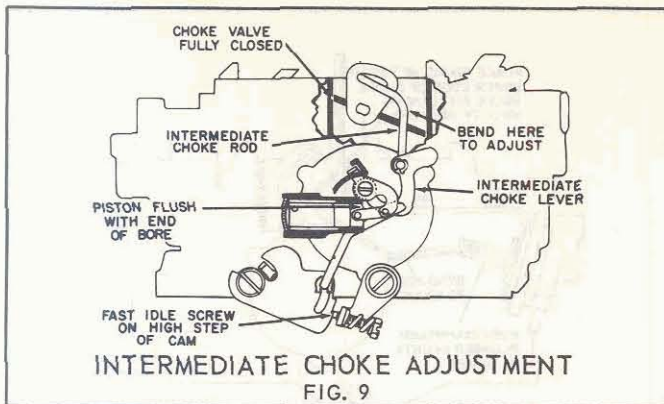 CHOKE VALVE
FULLY CLOSED
INTERMEDIATE
CHOKE ROD
BEND HERE
TO ADJUST
PISTON FLUSH
WITH END
OF BORE
INTERMEDIATE
CHOKE LEVER
FAST IDLE SCREW
ON HIGH STEP
OF CAM
INTERMEDIATE CHOKE ADJUSTMENT
FIG. 9